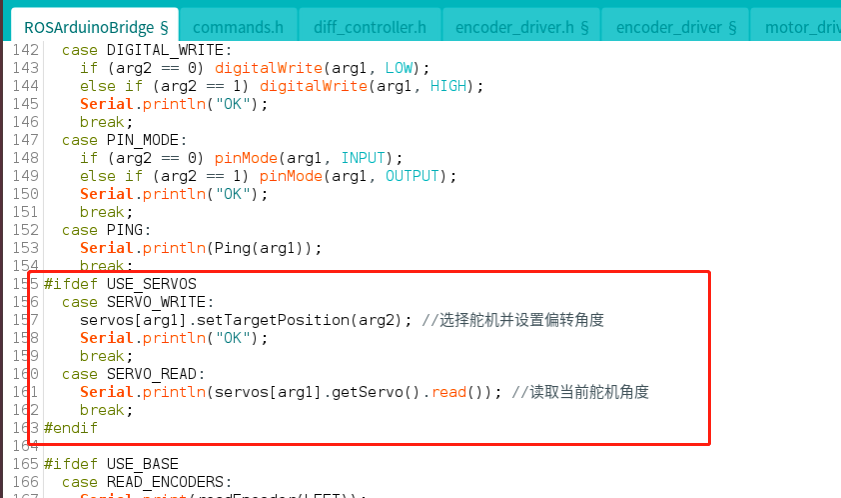 ROSArduinoBridge § commands.h diff_controller.h encoder_driver.h § encoder_driver § motor_driv
142 case DIGITAL_WRITE:
143 if (arg2 == 0) digitalWrite(arg1, LOW);
144 else if (arg2 == 1) digitalWrite(arg1, HIGH);
145 Serial.println("OK");
146 break;
147 case PIN_MODE:
148 if (arg2 == 0) pinMode(arg1, INPUT);
149 else if (arg2 == 1) pinMode(arg1, OUTPUT);
150 Serial.println("OK");
151 break;
152 case PING:
153 Serial.println(Ping(arg1));
154 break;
155 #ifdef USE_SERVOS
156 case SERVO_WRITE:
157 servos[arg1].setTargetPosition(arg2); //选择舵机并设置偏转角度
158 Serial.println("OK");
159 break;
160 case SERVO_READ:
161 Serial.println(servos[arg1].getServo().read()); //读取当前舵机角度
162 break;
163 #endif
164
165 #ifdef USE_BASE
166 case READ_ENCODERS:
167 Serial.print(readEncoder(LEFT));